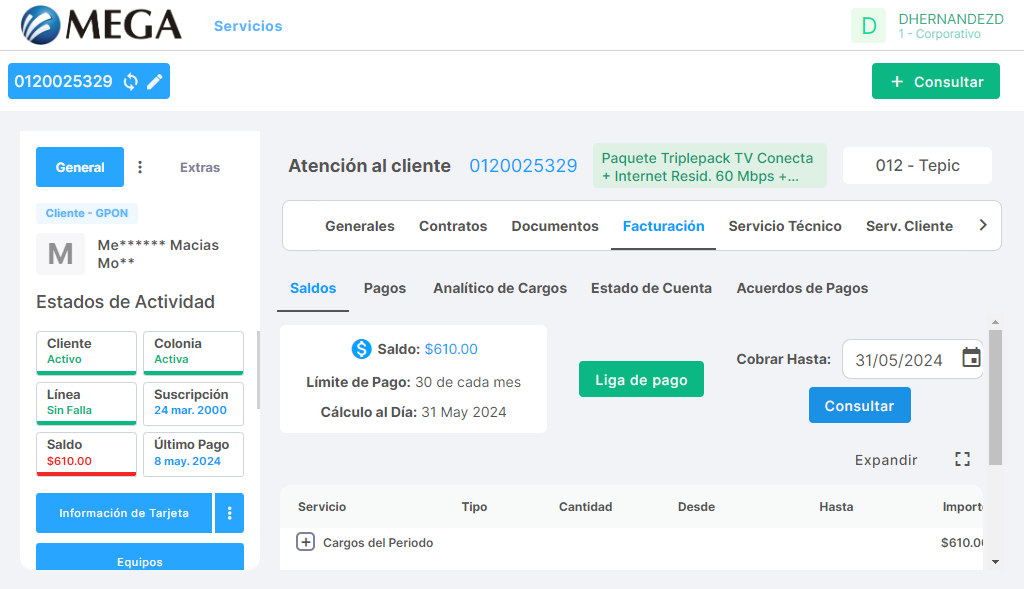 MEGA
Servicios
D
DHERNANDEZD
1 - Corporativo
0120025329
+ Consultar
General
Extras
Cliente - GPON
M
Me****** Macias
Mo**
Estados de Actividad
Cliente
Activo
Colonia
Activa
Línea
Sin Falla
Suscripción
24 mar. 2000
Saldo
$610.00
Último Pago
8 may. 2024
Información de Tarjeta
Equipos
Atención al cliente
0120025329
Paquete Triplepack TV Conecta
+ Internet Resid. 60 Mbps +...
012 - Tepic
Generales
Contratos
Documentos
Facturación
Servicio Técnico
Serv. Cliente
Saldos
Pagos
Analítico de Cargos
Estado de Cuenta
Acuerdos de Pagos
Saldo: $610.00
Límite de Pago: 30 de cada mes
Cálculo al Día: 31 May 2024
Liga de pago
Cobrar Hasta:
31/05/2024
Consultar
Expandir
Servicio
Tipo
Cantidad
Desde
Hasta
Importe
Cargos del Periodo
$610.00